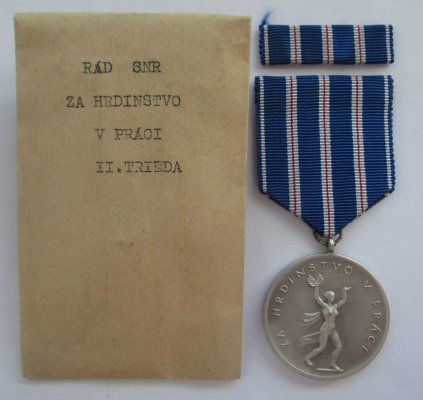 RÁD SNR
ZA HRDINSTVO
V PRÁCI
II.TRIEDA
ZA HRDINSTVO V PRÁCI